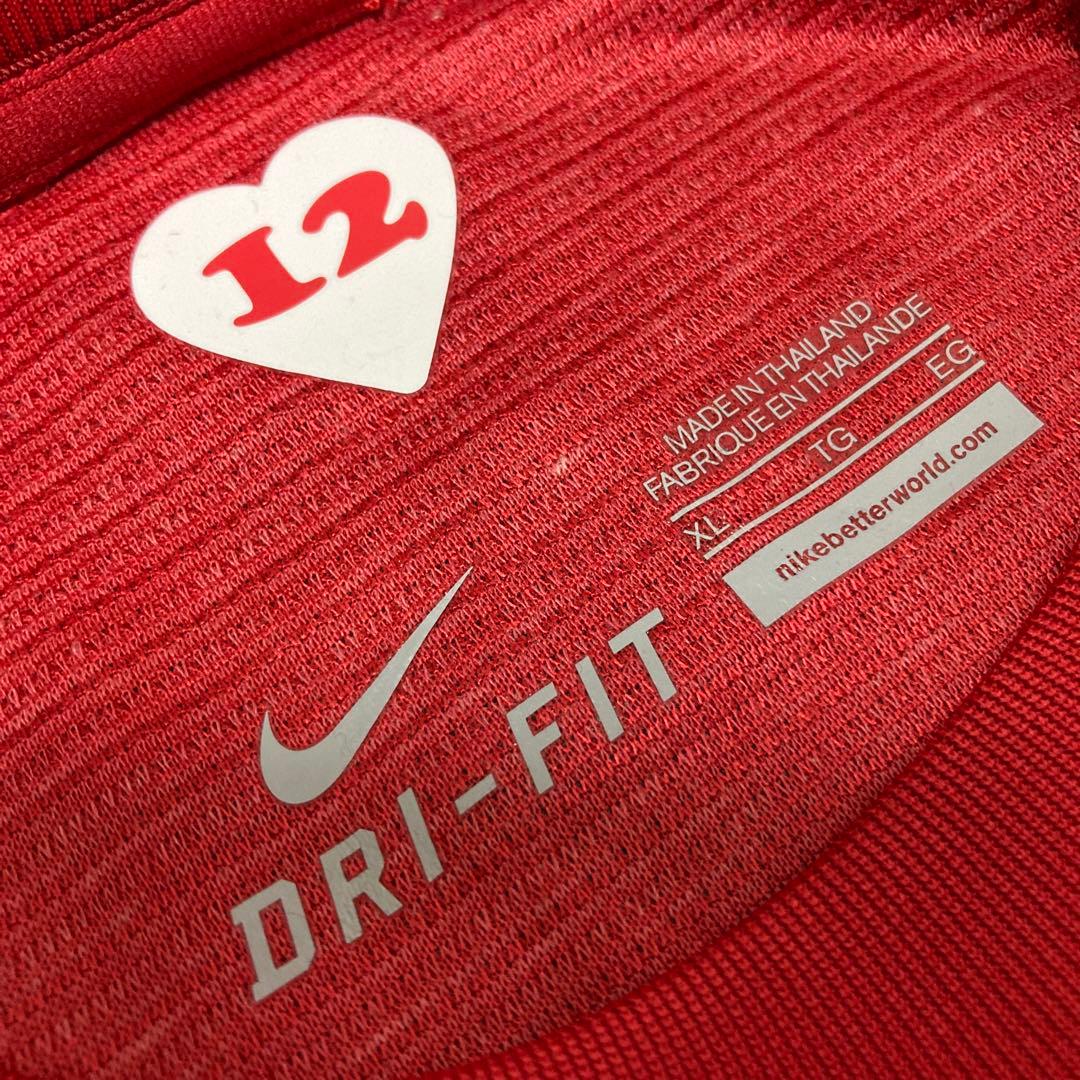 12
MADE IN THAILAND
FABRIQUE EN THAILANDE
XL TG EG
nikebetterworld.com
DRI-FIT